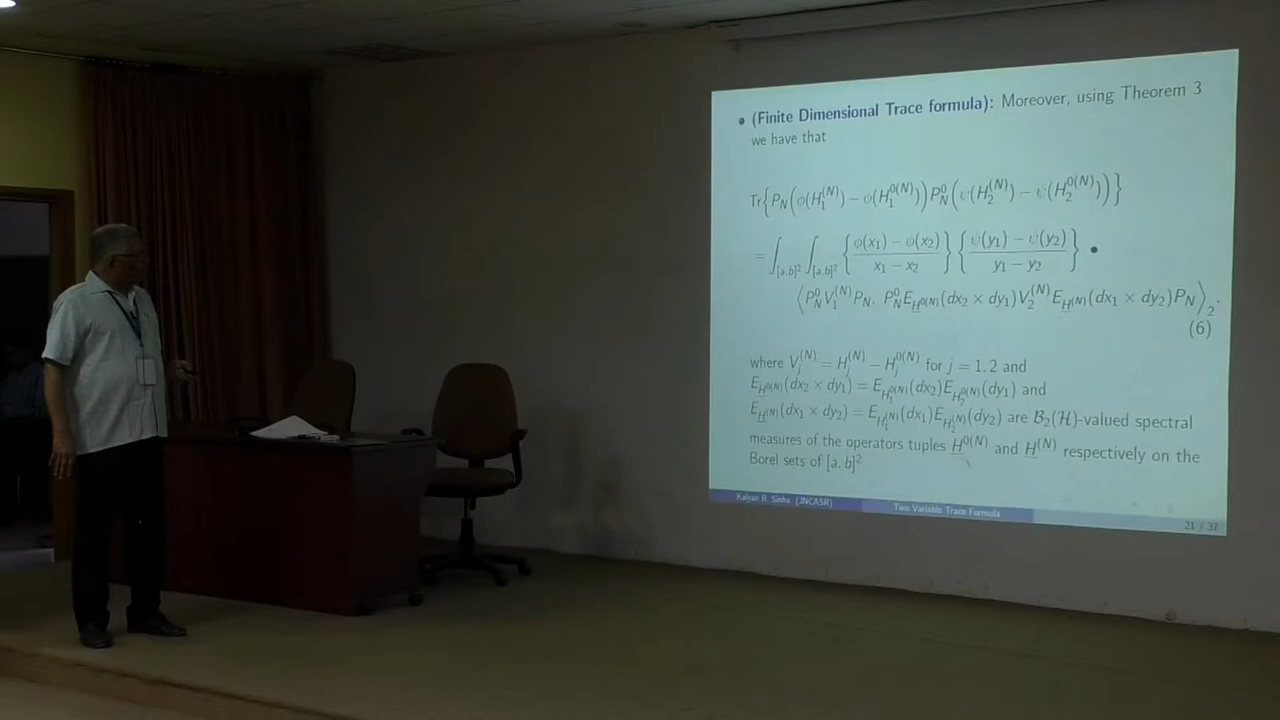 • (Finite Dimensional Trace formula): Moreover, using Theorem 3
we have that
Tr{P_N(φ(H_1^{(N)}) − φ(H_1^{0(N)}))P_N^0(ψ(H_2^{(N)}) − ψ(H_2^{0(N)}))}
= ∫_{[a,b]^2} ∫_{[a,b]^2} {φ(x_1) − φ(x_2) / x_1 − x_2} {ψ(y_1) − ψ(y_2) / y_1 − y_2} •
⟨P_N^0 V_1^{(N)} P_N, P_N^0 E_{H^{0(N)}}(dx_2 × dy_1)V_2^{(N)} E_{H^{(N)}}(dx_1 × dy_2)P_N⟩_2.
(6)
where V_j^{(N)} = H_j^{(N)} − H_j^{0(N)} for j = 1, 2 and
E_{H^{0(N)}}(dx_2 × dy_1) = E_{H_1^{0(N)}}(dx_2)E_{H_2^{0(N)}}(dy_1) and
E_{H^{(N)}}(dx_1 × dy_2) = E_{H_1^{(N)}}(dx_1)E_{H_2^{(N)}}(dy_2) are B_2(H)-valued spectral
measures of the operators tuples H^{0(N)} and H^{(N)} respectively on the
Borel sets of [a, b]^2
Kalyan B. Sinha (JNCASR) Two Variable Trace Formula 21 / 37